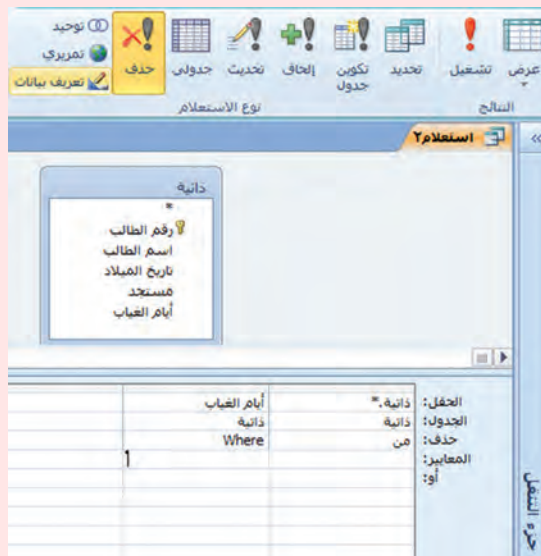 عرض
تشغيل
تحديد
تكوين
جدول
إلحاق
تحديث
جدولي
حذف
توحيد
تمريري
تعريف بيانات
النتائج
نوع الاستعلام
»
استعلام٢
ذاتية
*
رقم الطالب
اسم الطالب
تاريخ الميلاد
مستجد
أيام الغياب
الحقل: ذاتية.* أيام الغياب
الجدول: ذاتية ذاتية
حذف: من Where
المعايير: ١
أو:
جزء التنقل